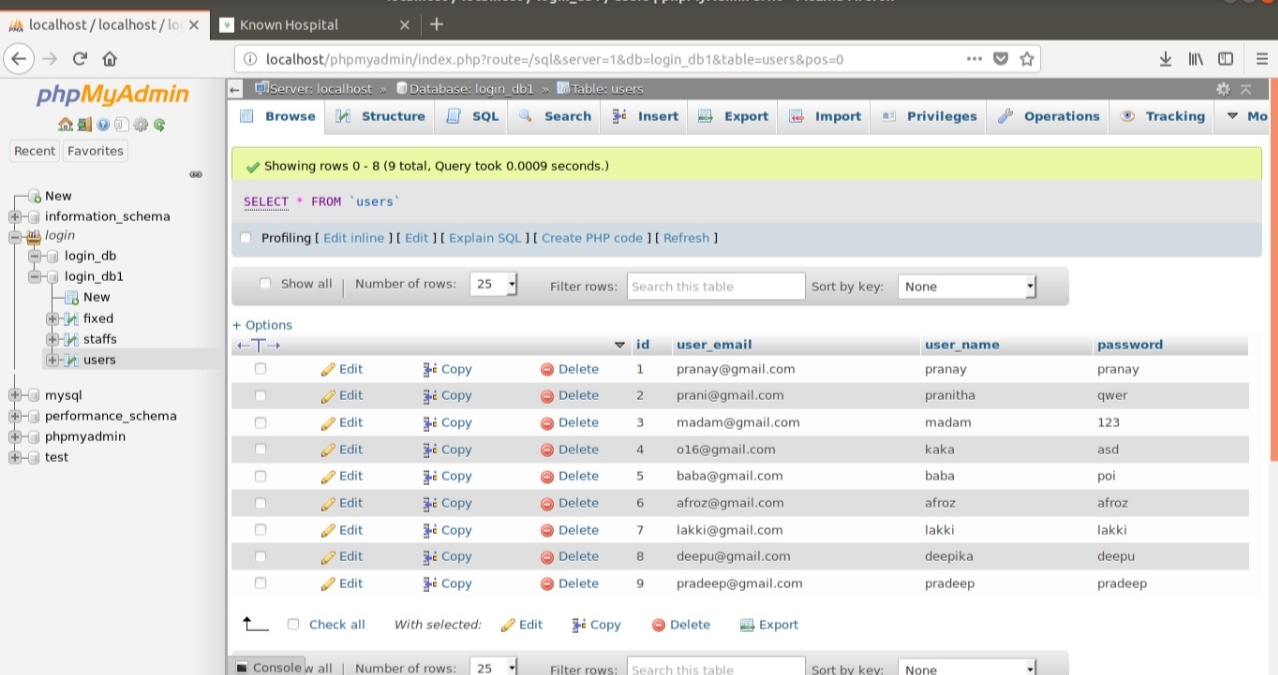 localhost / localhost / lo
Known Hospital
localhost/phpmyadmin/index.php?route=/sql&server=1&db=login_db1&table=users&pos=0
phpMyAdmin
Recent Favorites
New
information_schema
login
login_db
login_db1
New
fixed
staffs
users
mysql
performance_schema
phpmyadmin
test
Server: localhost » Database: login_db1 » Table: users
Browse Structure SQL Search Insert Export Import Privileges Operations Tracking Mo
Showing rows 0 - 8 (9 total, Query took 0.0009 seconds.)
SELECT * FROM `users`
Profiling [ Edit inline ] [ Edit ] [ Explain SQL ] [ Create PHP code ] [ Refresh ]
Show all | Number of rows: 25 Filter rows: Search this table Sort by key: None
+ Options
←T→ id user_email user_name password
Edit Copy Delete 1 pranay@gmail.com pranay pranay
Edit Copy Delete 2 prani@gmail.com pranitha qwer
Edit Copy Delete 3 madam@gmail.com madam 123
Edit Copy Delete 4 o16@gmail.com kaka asd
Edit Copy Delete 5 baba@gmail.com baba poi
Edit Copy Delete 6 afroz@gmail.com afroz afroz
Edit Copy Delete 7 lakki@gmail.com lakki lakki
Edit Copy Delete 8 deepu@gmail.com deepika deepu
Edit Copy Delete 9 pradeep@gmail.com pradeep pradeep
Check all With selected: Edit Copy Delete Export
Console w all | Number of rows: 25 Filter rows: Search this table Sort by key: None